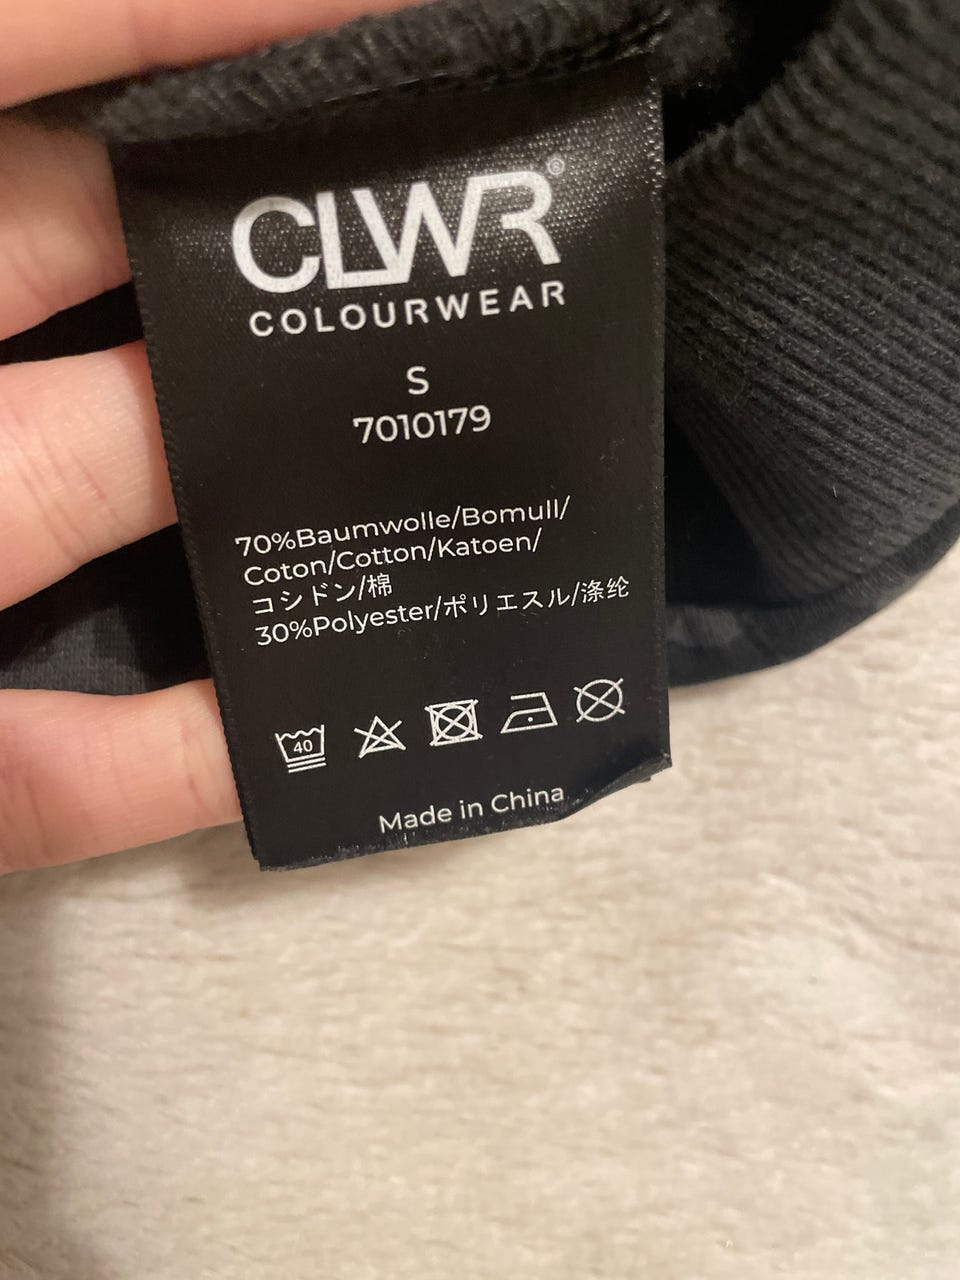 CLWR®
COLOURWEAR
S
7010179
70%Baumwolle/Bomull/
Coton/Cotton/Katoen/
コシドン/棉
30%Polyester/ポリエスル/涤纶
40
Made in China